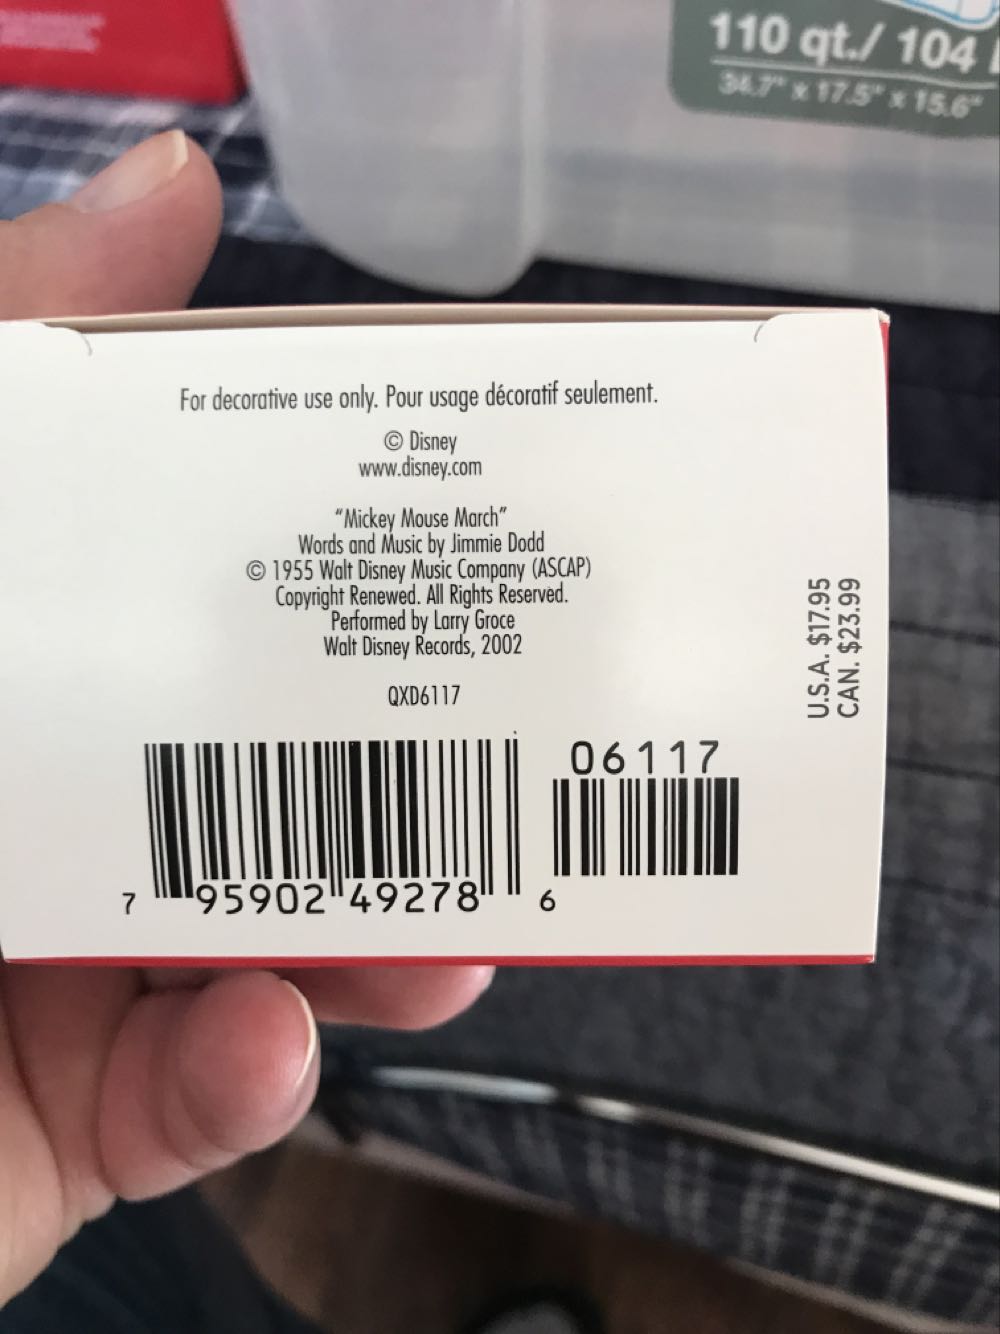 110 qt./ 104
34.7" x 17.5" x 15.6"
For decorative use only. Pour usage décoratif seulement.
© Disney
www.disney.com
"Mickey Mouse March"
Words and Music by Jimmie Dodd
© 1955 Walt Disney Music Company (ASCAP)
Copyright Renewed. All Rights Reserved.
Performed by Larry Groce
Walt Disney Records, 2002
QXD6117
U.S.A. $17.95
CAN. $23.99
06117
7 95902 49278 6